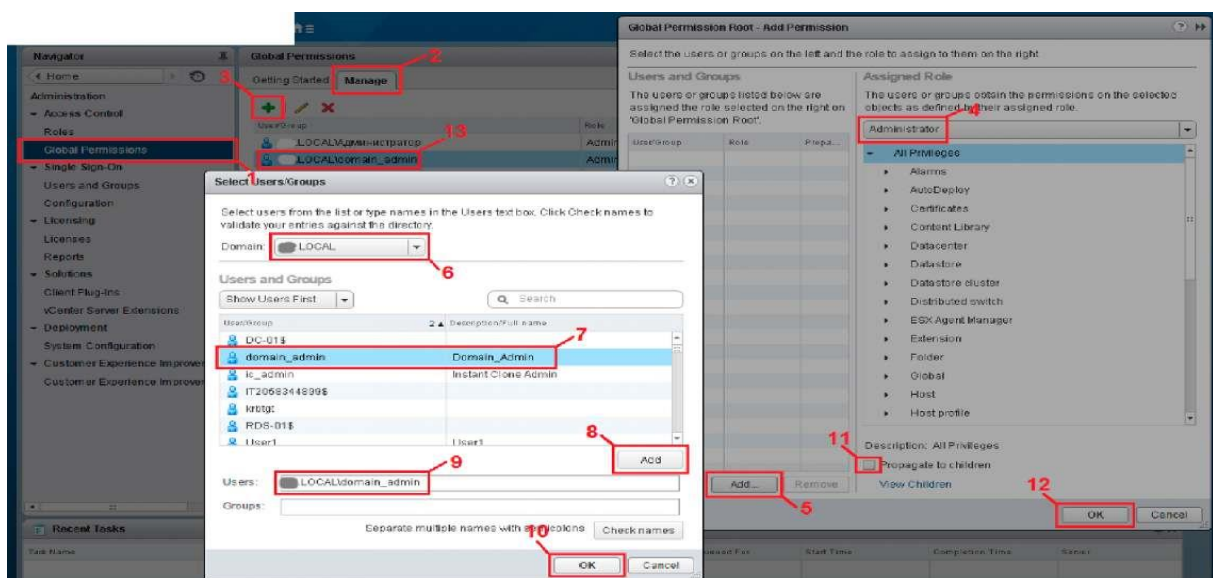 Navigator
Home
Administration
Access Control
Roles
Global Permissions
1
Single Sign-On
Users and Groups
Configuration
Licensing
Licenses
Reports
Solutions
Client Plug-Ins
vCenter Server Extensions
Deployment
System Configuration
Customer Experience Improver
Customer Experience Improver
Global Permissions
2
Getting Started Manage
3
User/Group Role
.LOCAL\Администратор Admir
13
.LOCAL\domain_admin Admir
Select Users/Groups
Select users from the list or type names in the Users text box. Click Check names to
validate your entries against the directory.
Domain: LOCAL
6
Users and Groups
Show Users First Search
User/Group 2 Description/Full name
DC-01$
7
domain_admin Domain_Admin
ic_admin Instant Clone Admin
IT20683448998
krbtgt
RDS-01$
User1 User1
8
Add
9
Users: LOCAL\domain_admin
Groups:
Separate multiple names with semicolons Check names
10
OK Cancel
Global Permission Root - Add Permission
Select the users or groups on the left and the role to assign to them on the right
Users and Groups
The users or groups listed below are
assigned the role selected on the right on
'Global Permission Root'.
User/Group Role Propa...
Add... Remove
5
Assigned Role
The users or groups obtain the permissions on the selected
objects as defined by their assigned role.
4
Administrator
All Privileges
Alarms
AutoDeploy
Certificates
Content Library
Datacenter
Datastore
Datastore cluster
Distributed switch
ESX Agent Manager
Extension
Folder
Global
Host
Host profile
Description: All Privileges
11
Propagate to children
View Children
12
OK Cancel
Recent Tasks
Task Name Queued For Start Time Completion Time Server